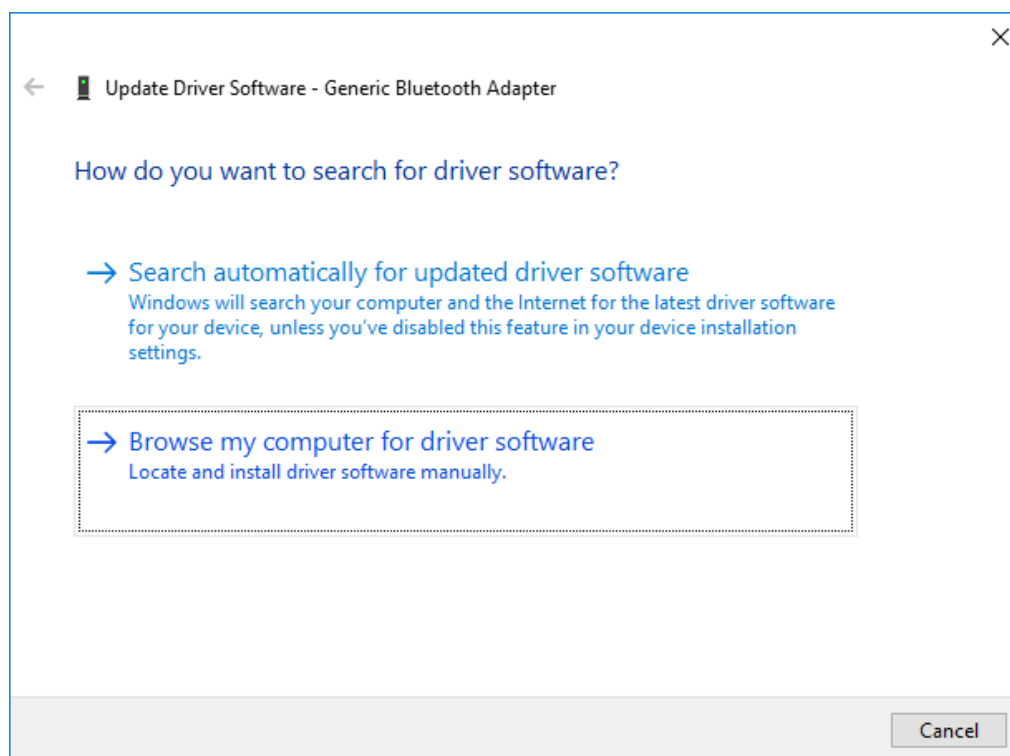 Update Driver Software - Generic Bluetooth Adapter
How do you want to search for driver software?
Search automatically for updated driver software
Windows will search your computer and the Internet for the latest driver software
for your device, unless you've disabled this feature in your device installation
settings.
Browse my computer for driver software
Locate and install driver software manually.
Cancel